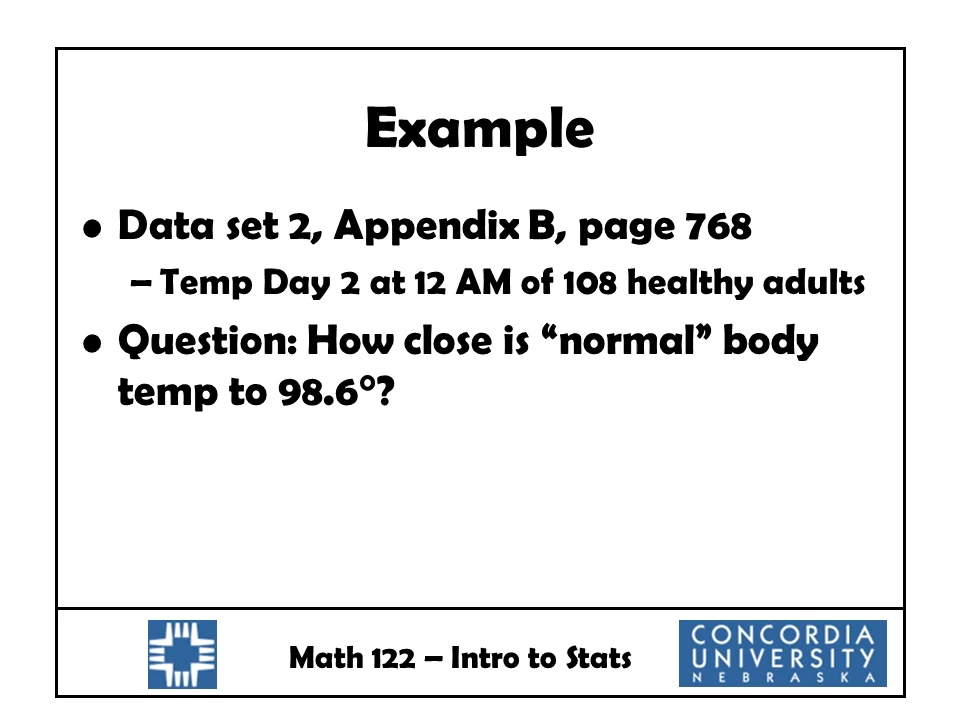 Example
• Data set 2, Appendix B, page 768
– Temp Day 2 at 12 AM of 108 healthy adults
• Question: How close is “normal” body
temp to 98.6°?
Math 122 – Intro to Stats
CONCORDIA
UNIVERSITY
NEBRASKA